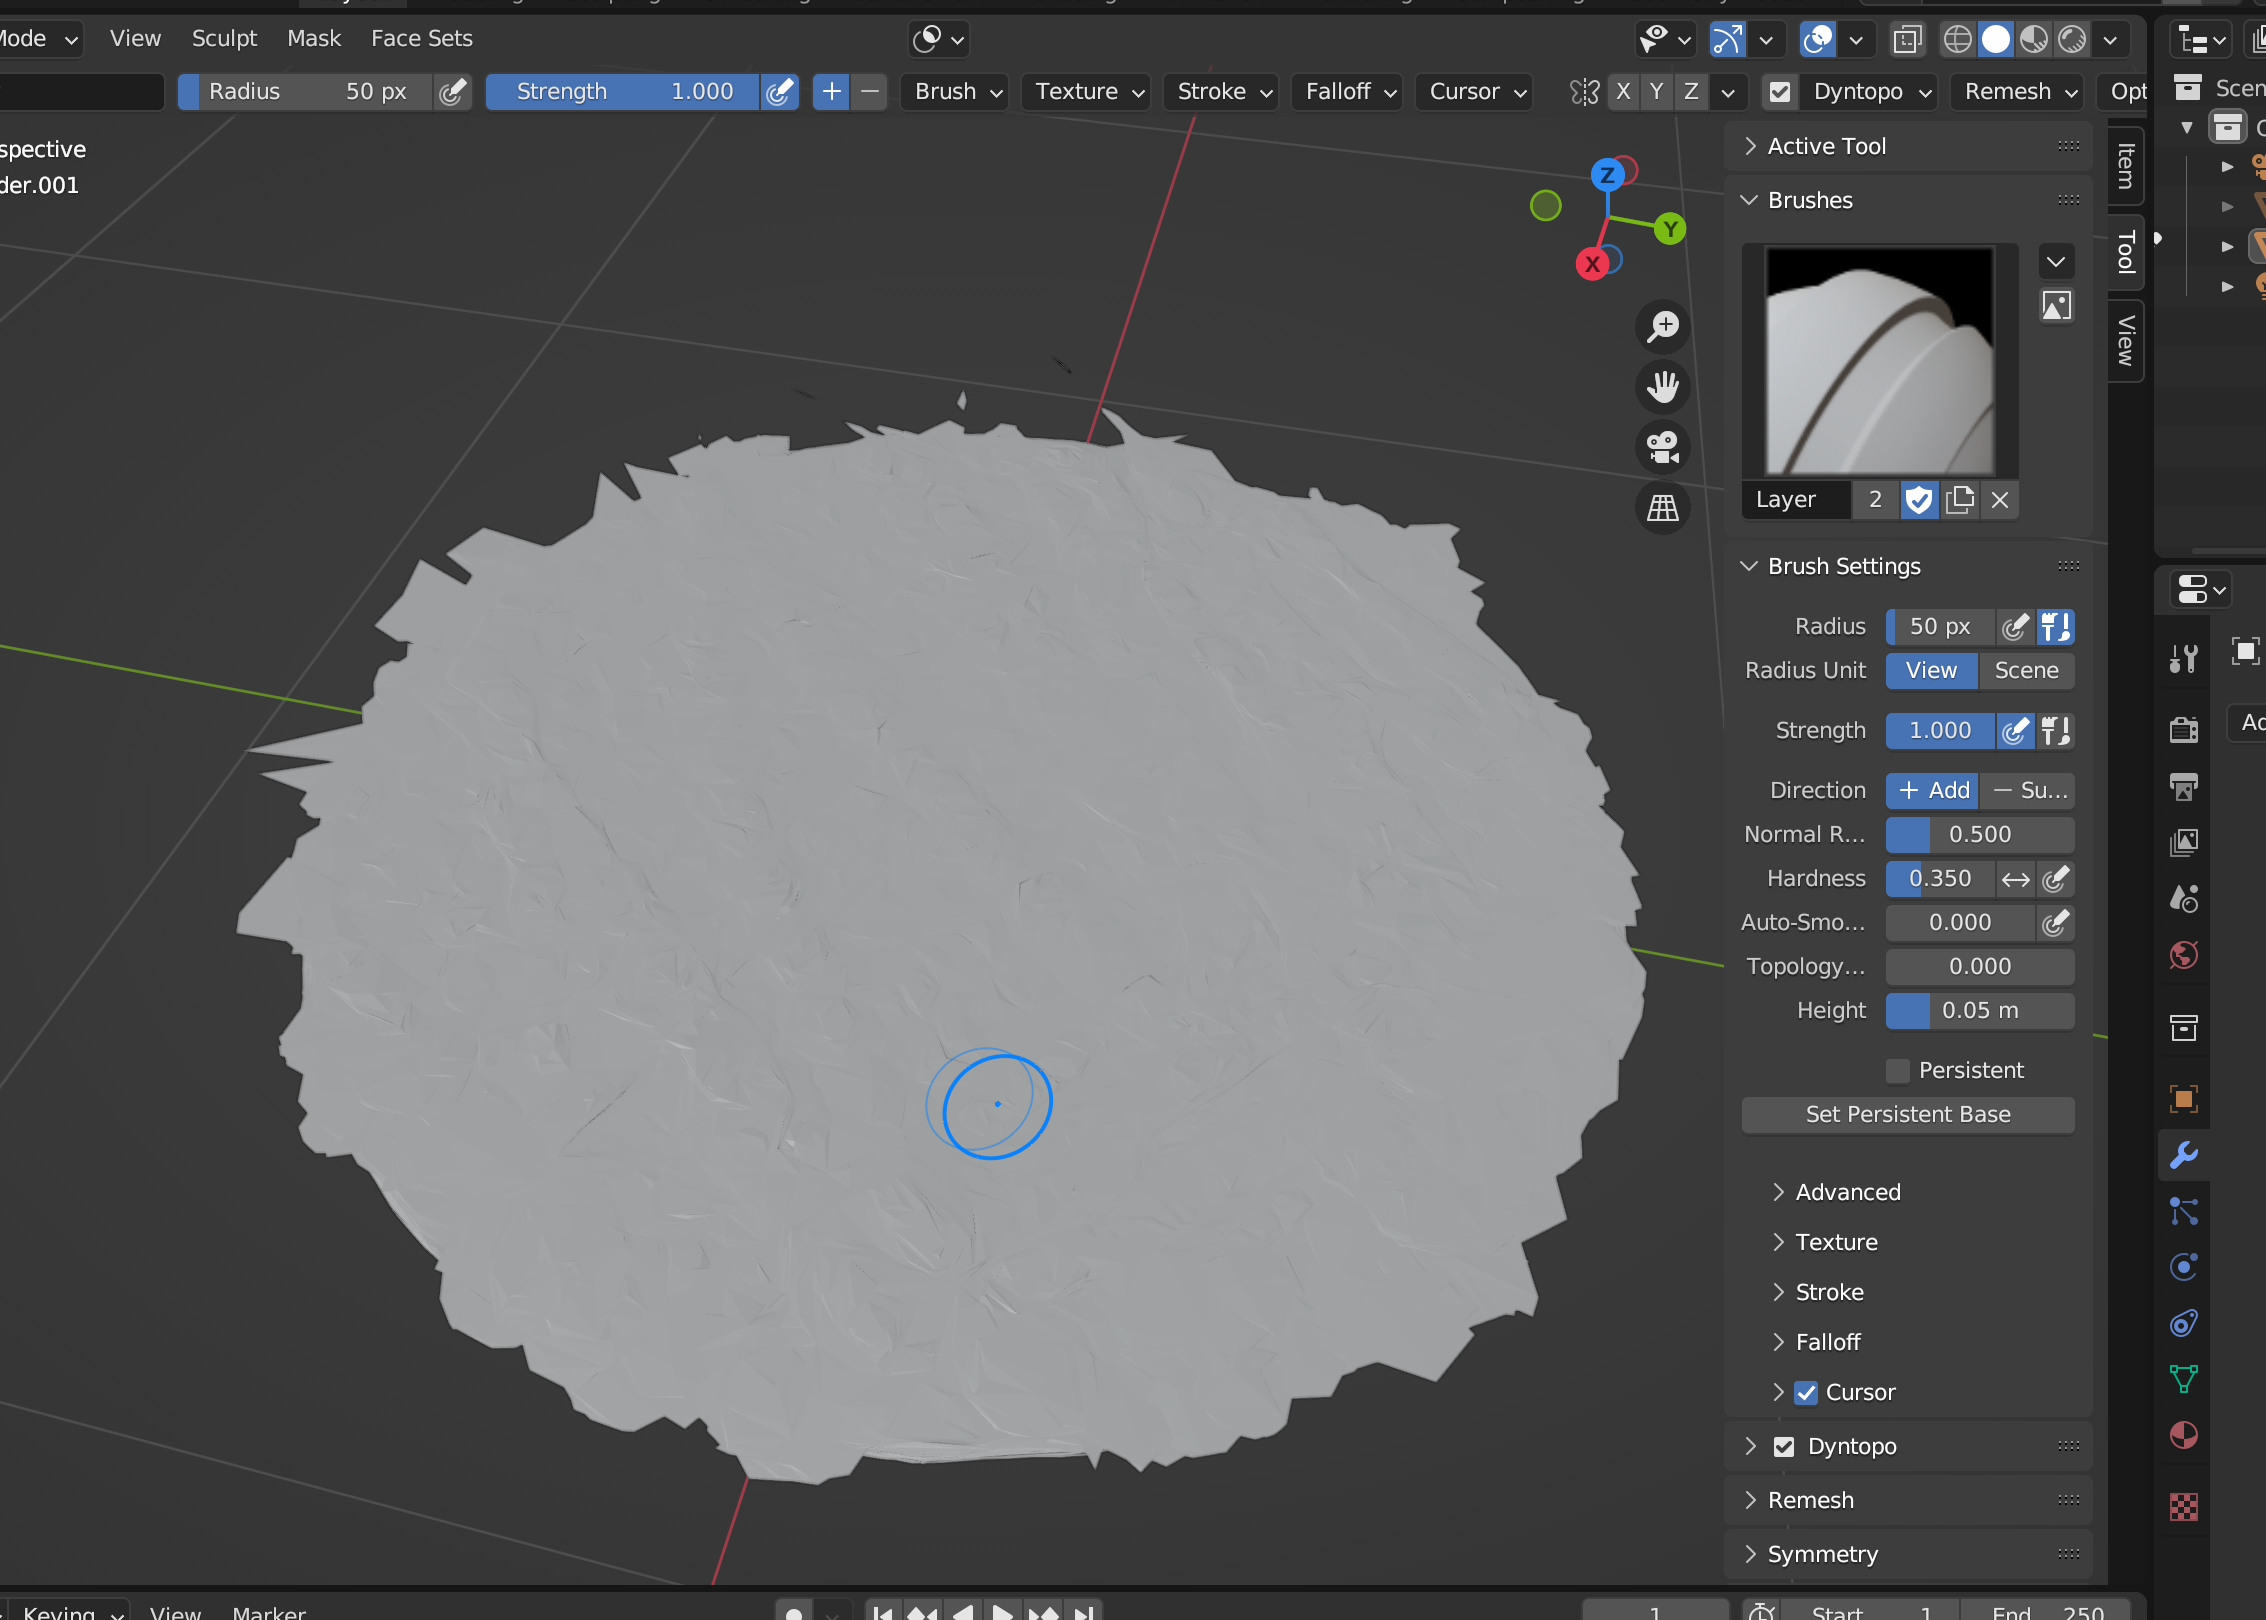 Mode View Sculpt Mask Face Sets
Radius 50 px Strength 1.000 + − Brush Texture Stroke Falloff Cursor X Y Z Dyntopo Remesh Opt
spective
der.001
Z
Y
X
Active Tool
Brushes
Layer 2
Brush Settings
Radius 50 px
Radius Unit View Scene
Strength 1.000
Direction + Add − Su...
Normal R... 0.500
Hardness 0.350
Auto-Smo... 0.000
Topology... 0.000
Height 0.05 m
Persistent
Set Persistent Base
Advanced
Texture
Stroke
Falloff
Cursor
Dyntopo
Remesh
Symmetry
Item
Tool
View
Scen
C
Ad
Keying View Marker 1 Start 1 End 250